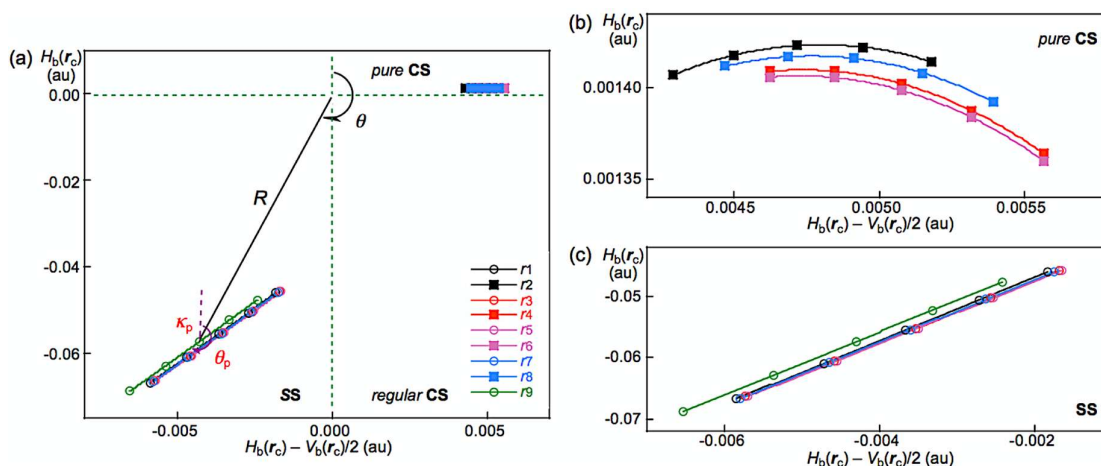 (a) Hb(rc)
(au)
pure CS
0.00
θ
-0.02
R
-0.04
κp
θp
-0.06
SS
regular CS
r1
r2
r3
r4
r5
r6
r7
r8
r9
-0.005
0.000
0.005
Hb(rc) – Vb(rc)/2 (au)
(b) Hb(rc)
(au)
pure CS
0.00140
0.00135
0.0045
0.0050
0.0055
Hb(rc) – Vb(rc)/2 (au)
(c) Hb(rc)
(au)
-0.05
-0.06
-0.07
SS
-0.006
-0.004
-0.002
Hb(rc) – Vb(rc)/2 (au)